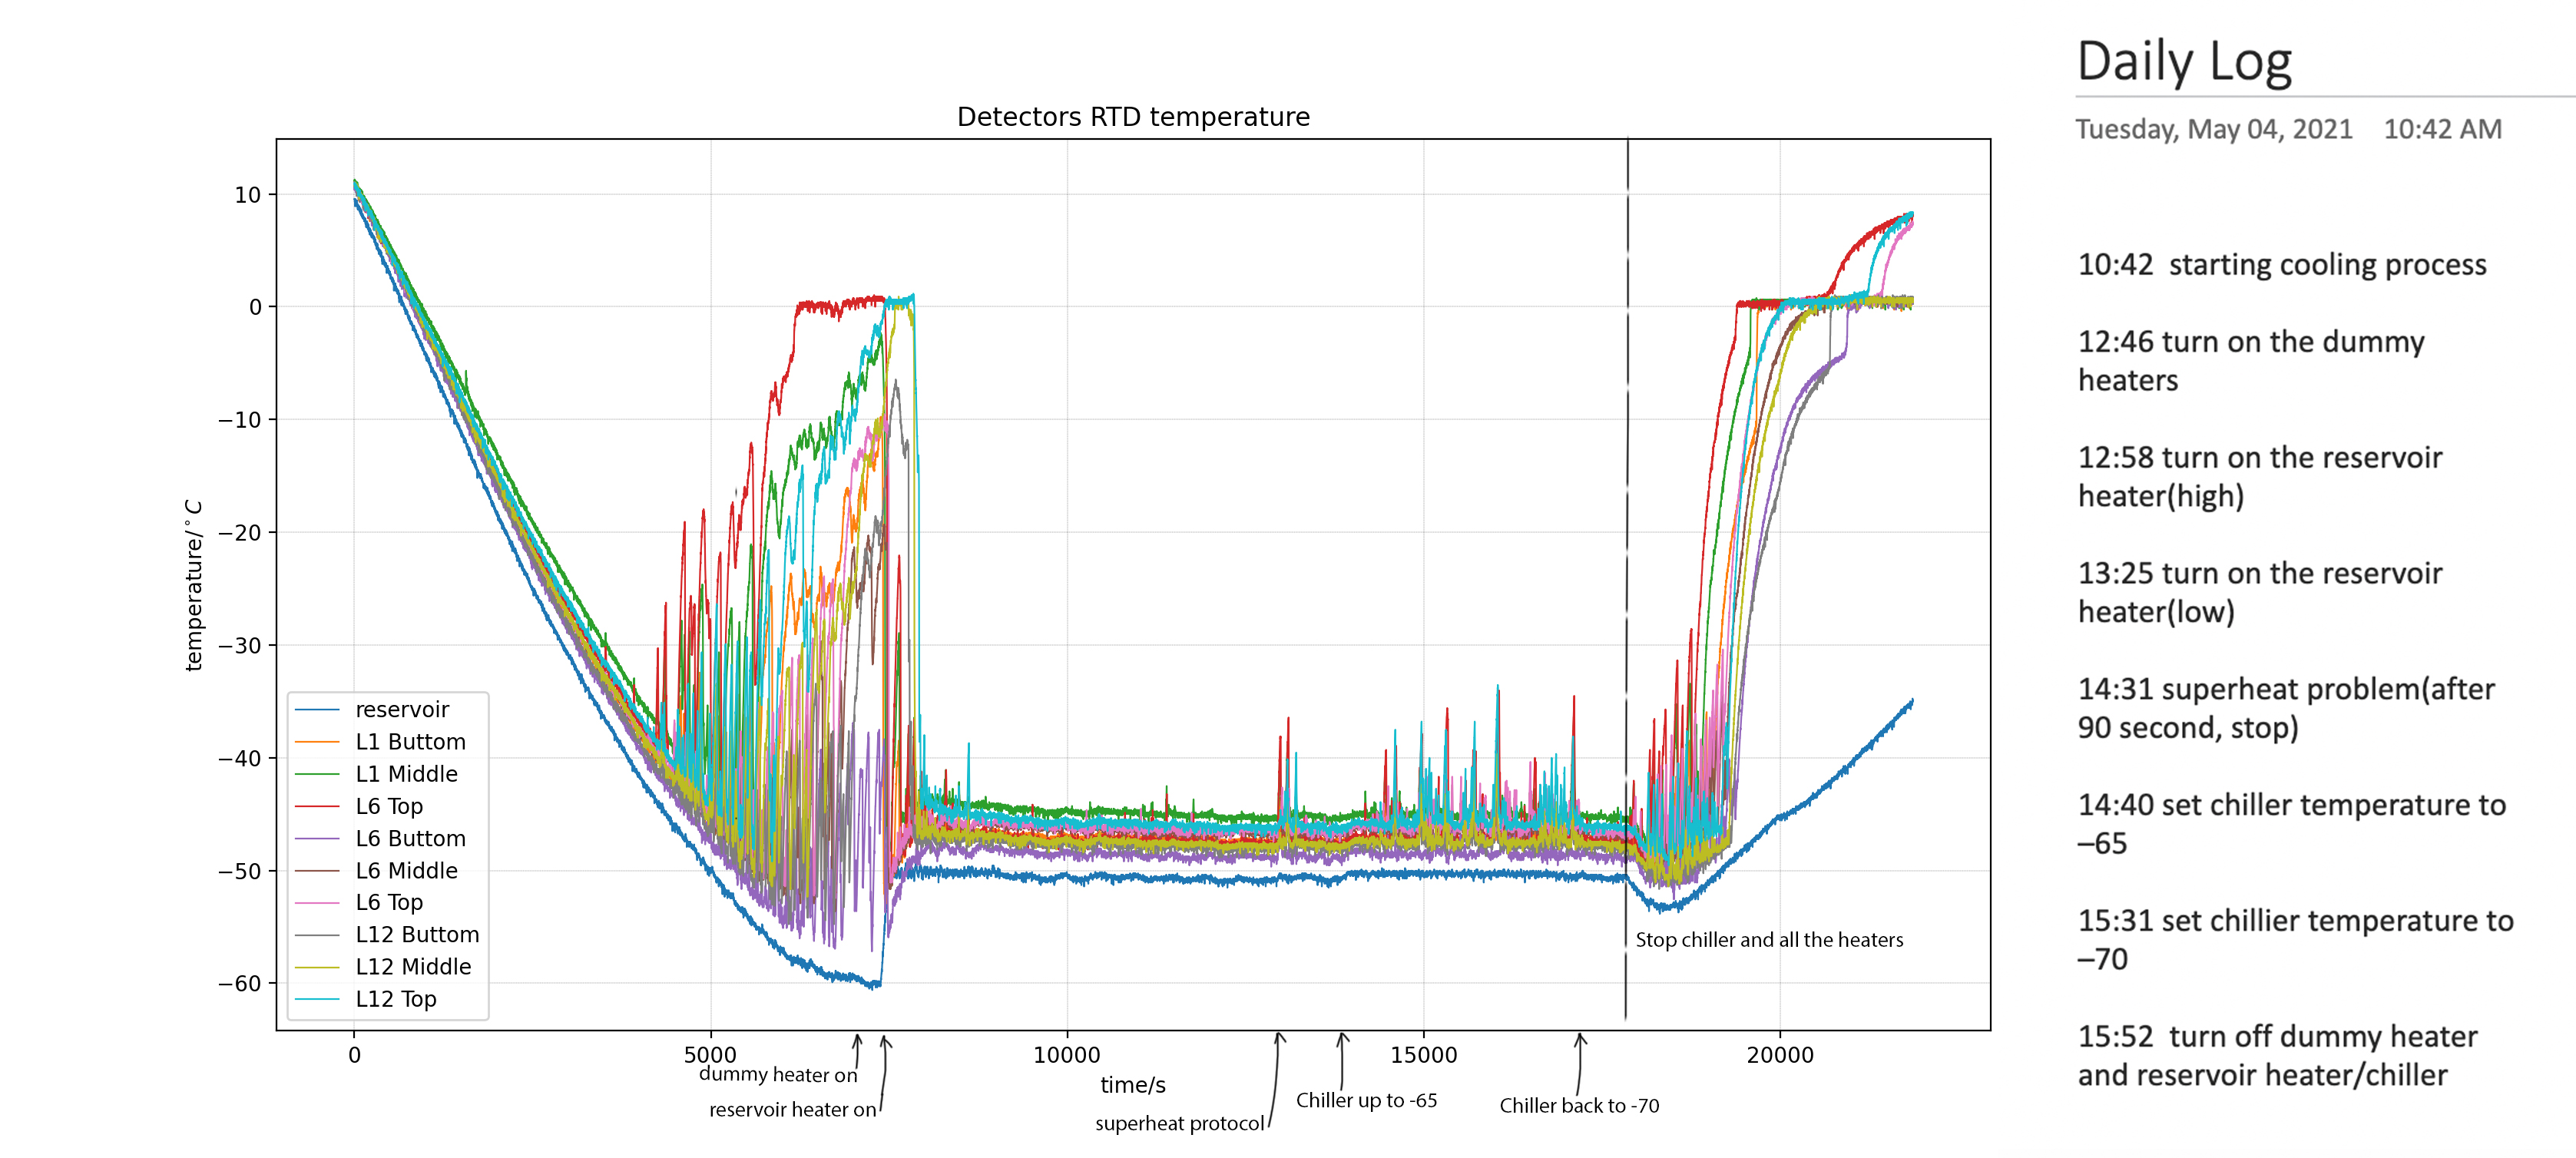 Detectors RTD temperature
10
0
−10
−20
−30
−40
−50
−60
temperature/°C
reservoir
L1 Buttom
L1 Middle
L6 Top
L6 Buttom
L6 Middle
L6 Top
L12 Buttom
L12 Middle
L12 Top
Stop chiller and all the heaters
0
5000
10000
15000
20000
time/s
dummy heater on
reservoir heater on
superheat protocol
Chiller up to -65
Chiller back to -70
Daily Log
Tuesday, May 04, 2021 10:42 AM
10:42 starting cooling process
12:46 turn on the dummy
heaters
12:58 turn on the reservoir
heater(high)
13:25 turn on the reservoir
heater(low)
14:31 superheat problem(after
90 second, stop)
14:40 set chiller temperature to
–65
15:31 set chillier temperature to
–70
15:52 turn off dummy heater
and reservoir heater/chiller